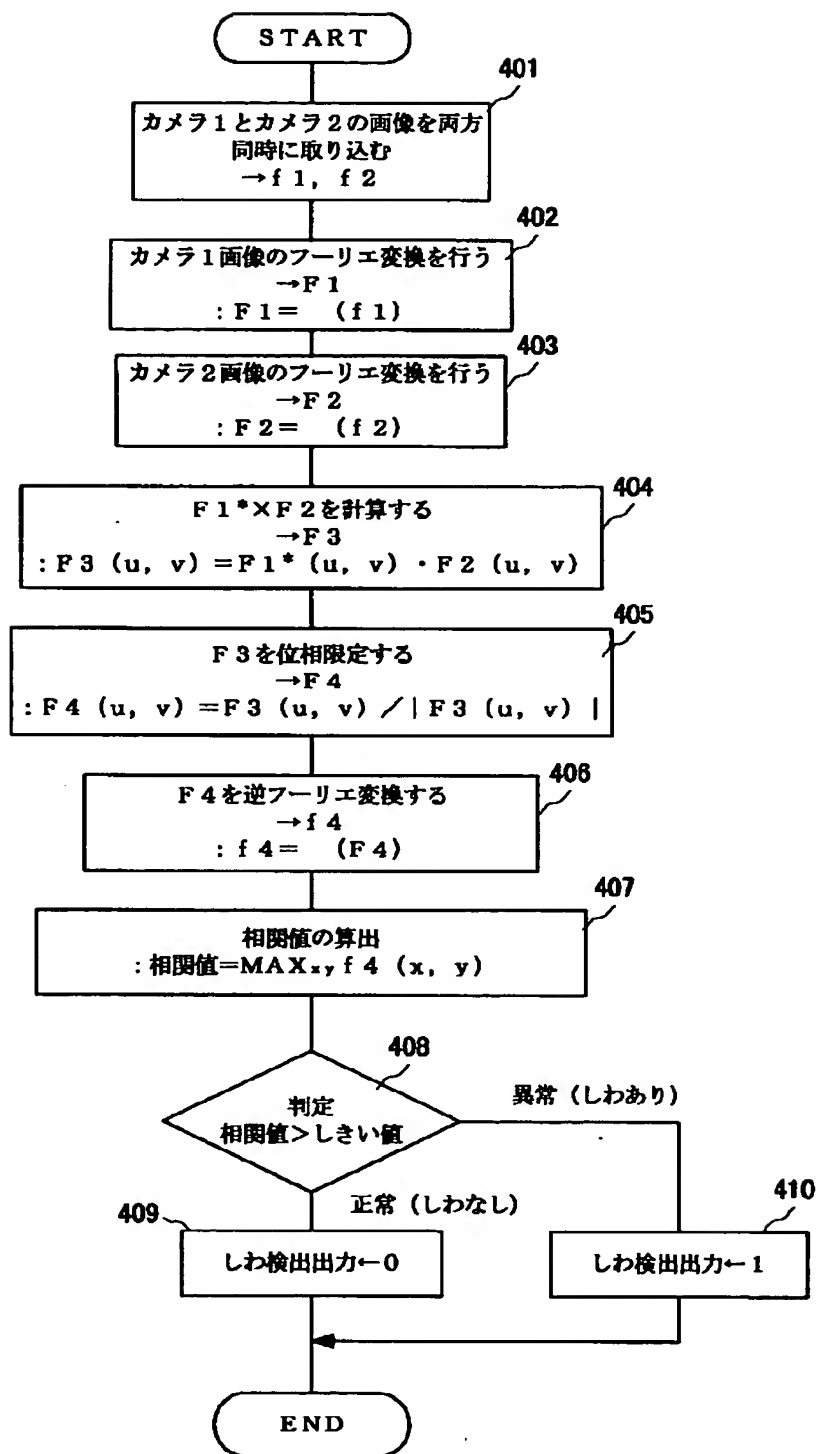 START
401
カメラ1とカメラ2の画像を両方
同時に取り込む
→f1, f2
402
カメラ1画像のフーリエ変換を行う
→F1
:F1= (f1)
403
カメラ2画像のフーリエ変換を行う
→F2
:F2= (f2)
404
F1*×F2を計算する
→F3
:F3(u, v)=F1*(u, v)・F2(u, v)
405
F3を位相限定する
→F4
:F4(u, v)=F3(u, v)/|F3(u, v)|
406
F4を逆フーリエ変換する
→f4
:f4= (F4)
407
相関値の算出
:相関値=MAXxyf4(x, y)
408
判定
相関値>しきい値
異常(しわあり)
正常(しわなし)
409
しわ検出出力←0
410
しわ検出出力←1
END